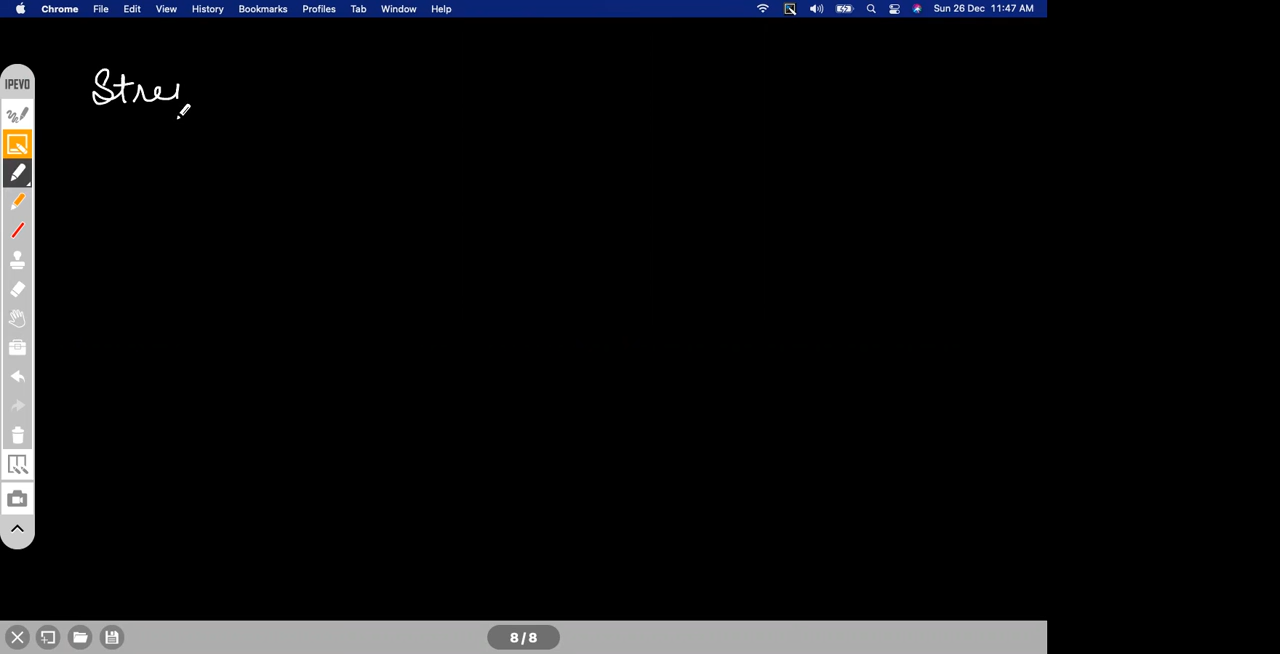 Chrome File Edit View History Bookmarks Profiles Tab Window Help Sun 26 Dec 11:47 AM
Stre
IPEVO
8/8